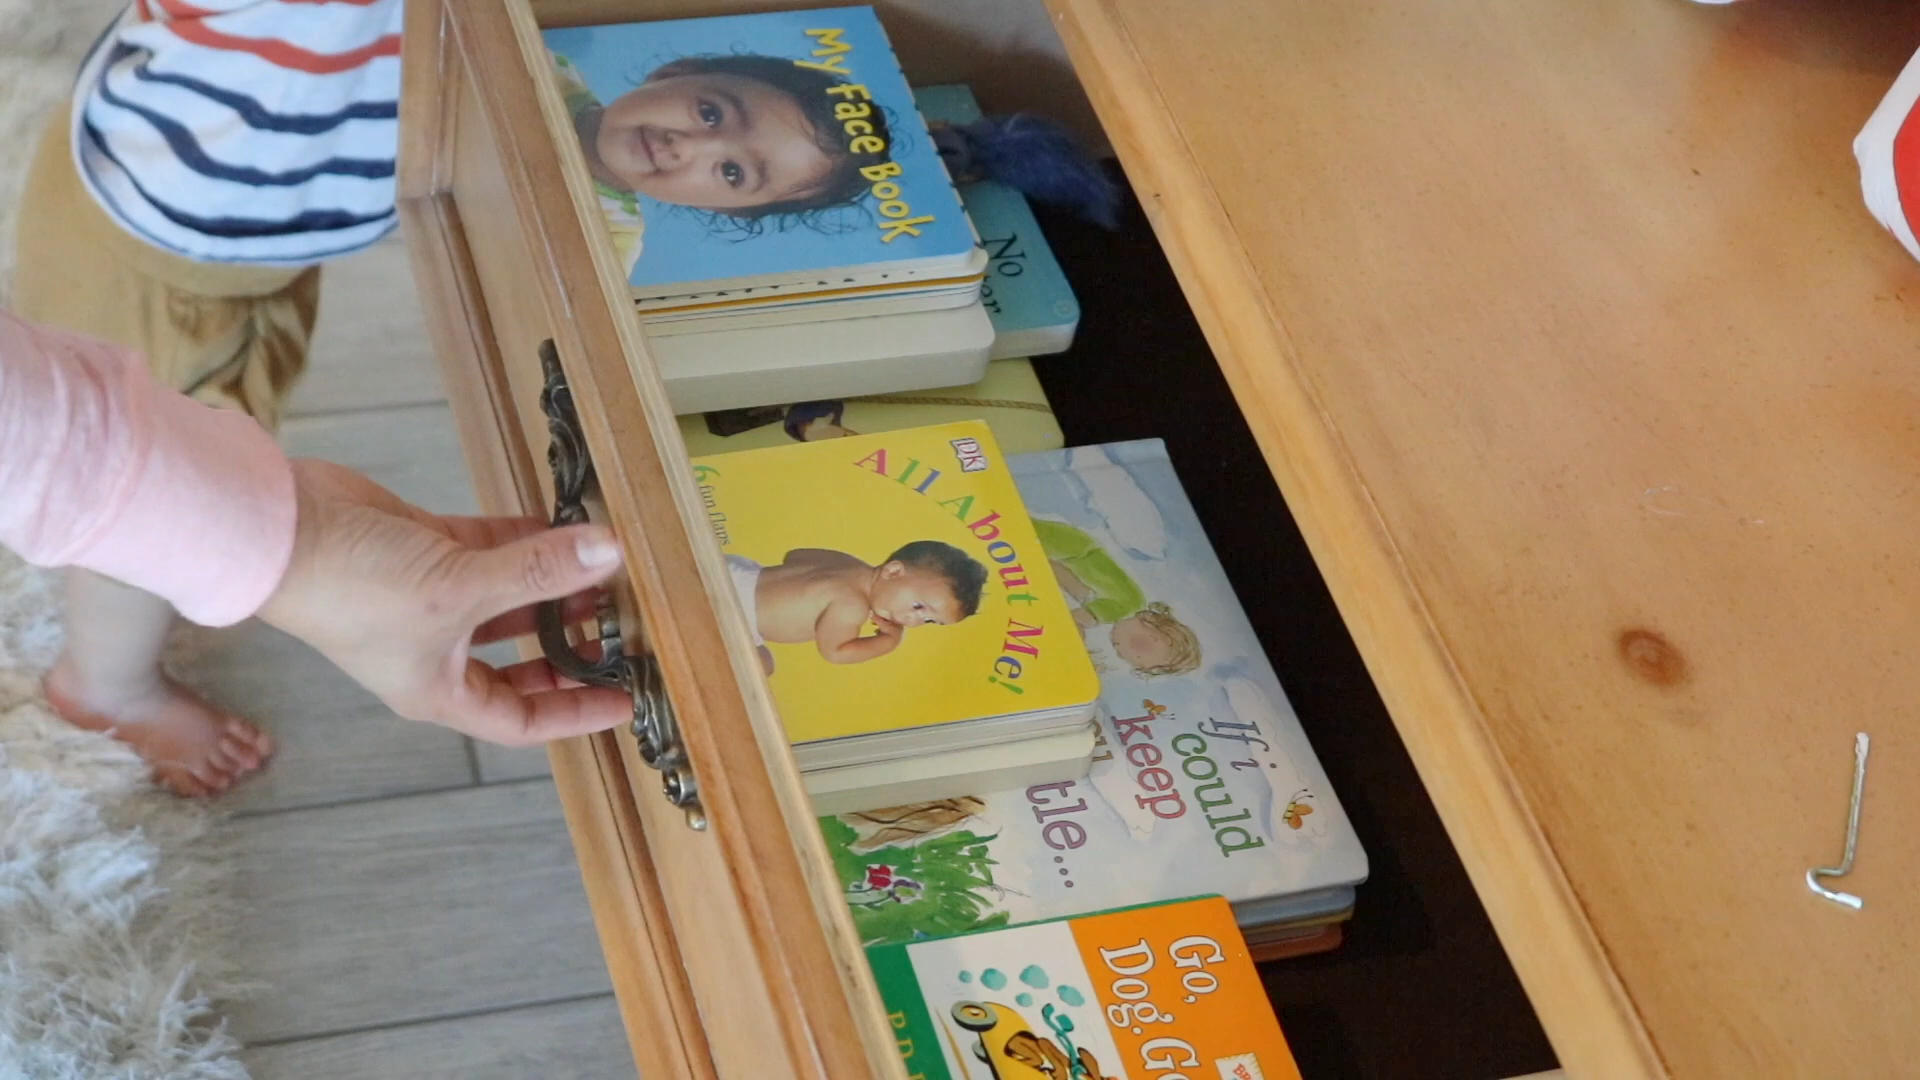 My Face Book
No
DK
All About Me!
6 fun flaps
If i
could
keep
tle...
Go,
Dog. Go